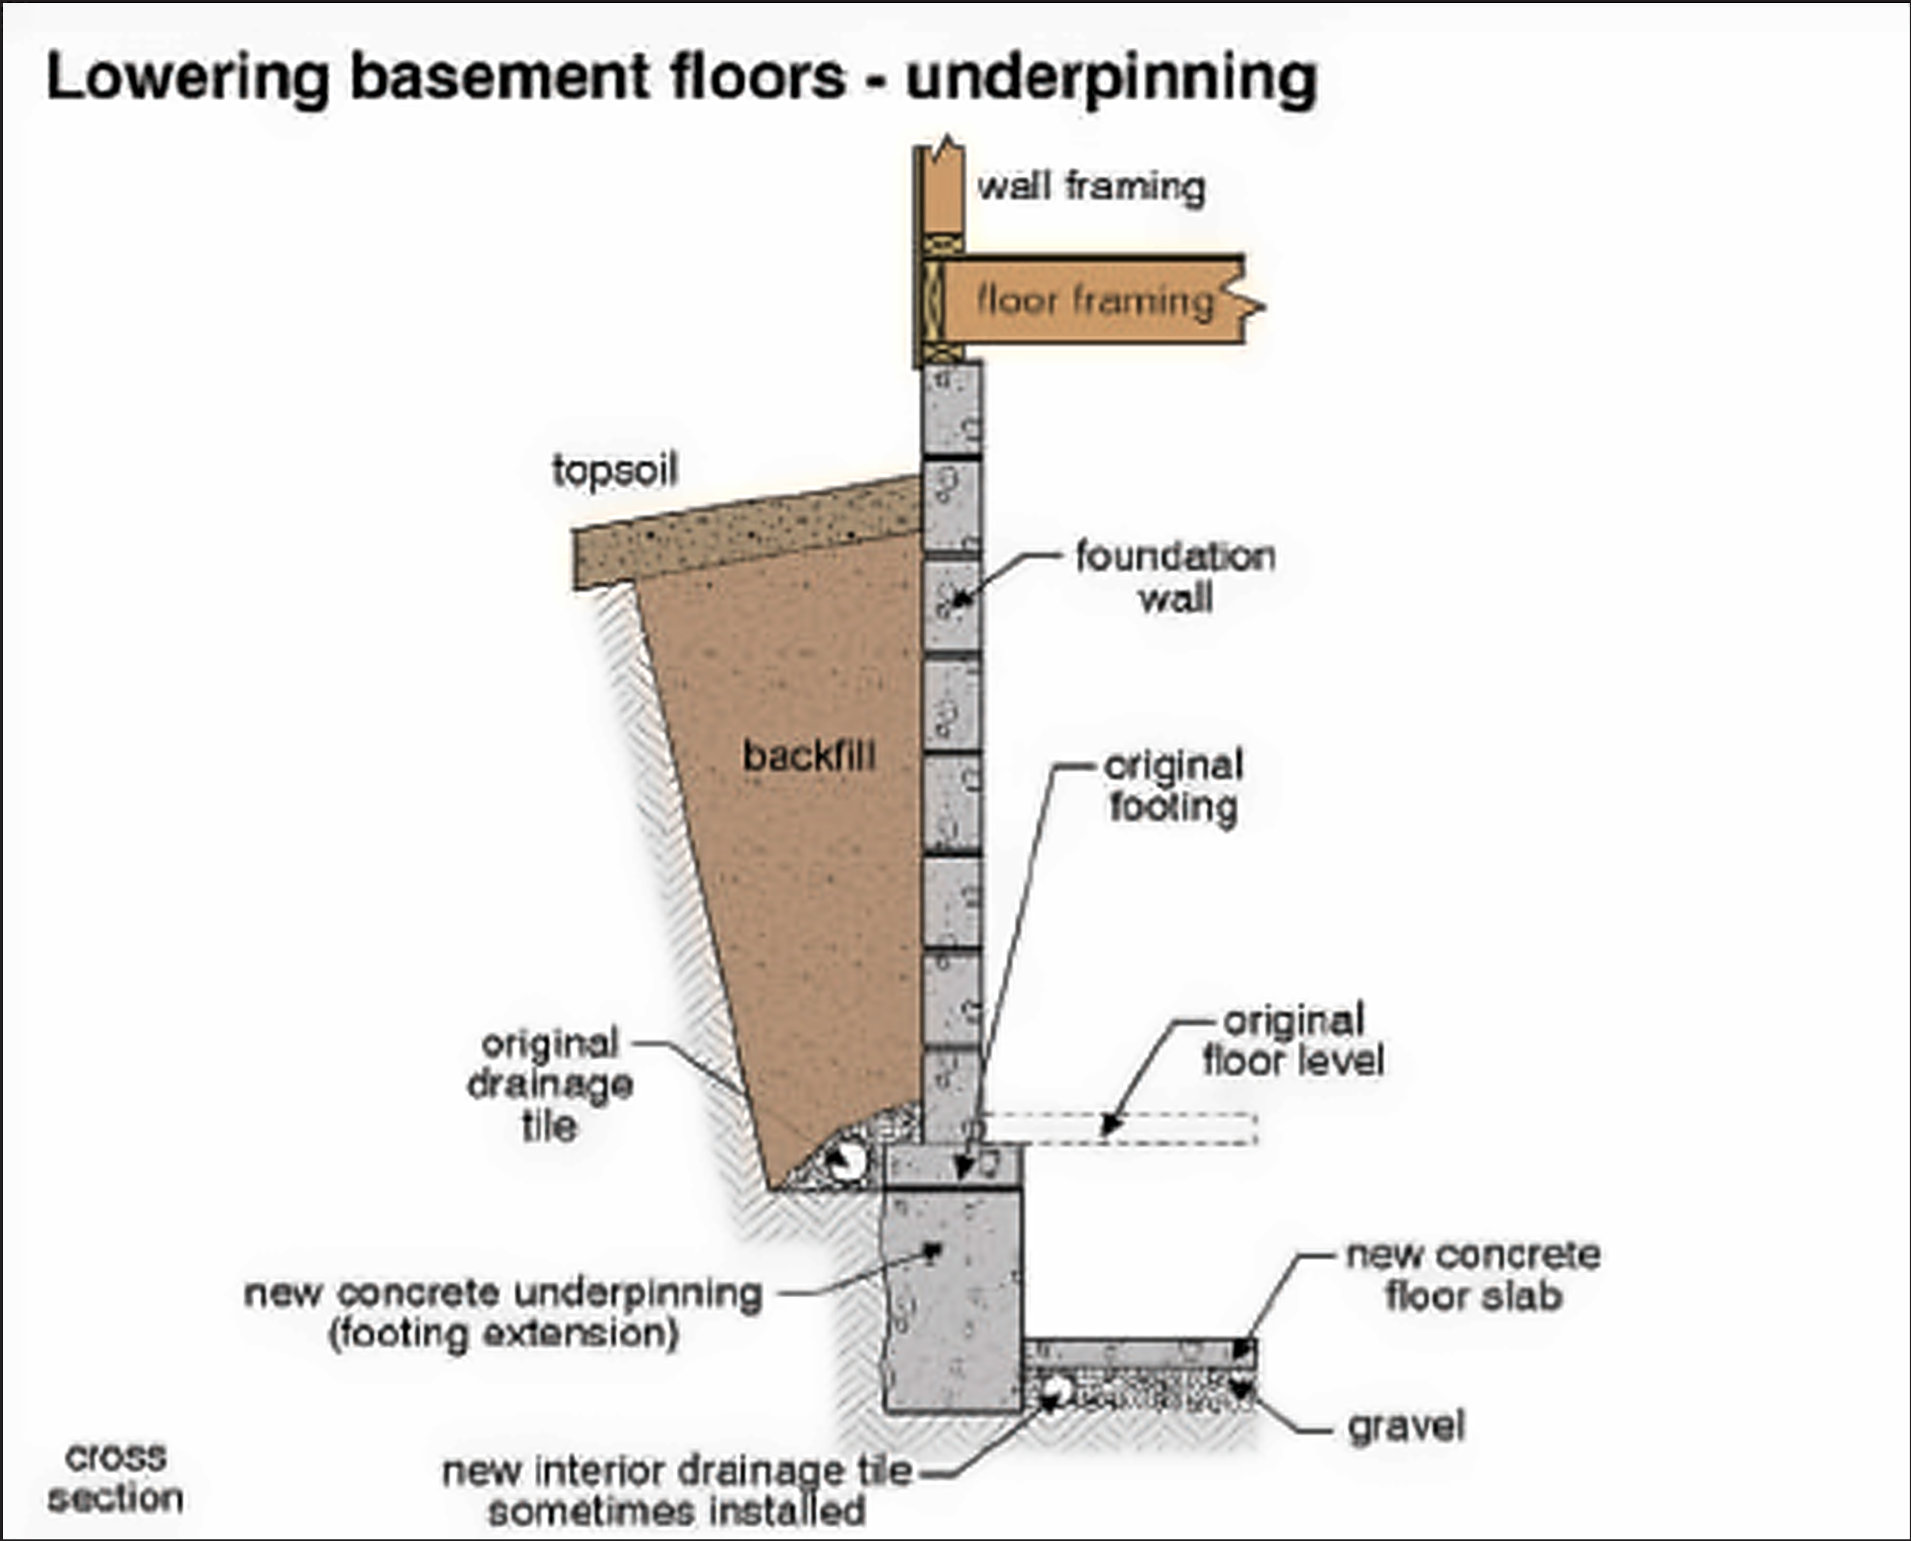 Lowering basement floors - underpinning
wall framing
floor framing
topsoil
foundation
wall
backfill
original
footing
original
floor level
original
drainage
tile
new concrete underpinning
(footing extension)
new concrete
floor slab
gravel
new interior drainage tile
sometimes installed
cross
section